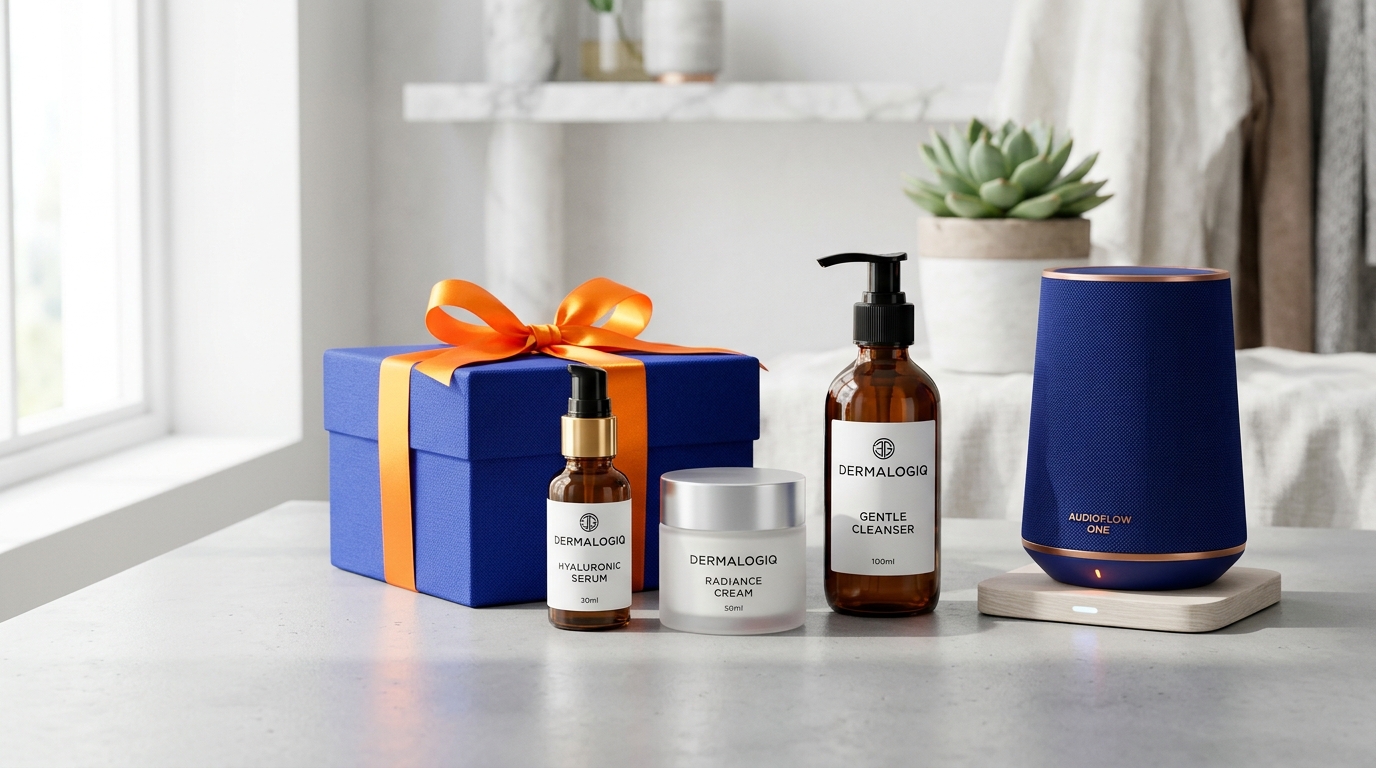 DERMALOGIQ
HYALURONIC
SERUM
30ml
DERMALOGIQ
RADIANCE
CREAM
50ml
DERMALOGIQ
GENTLE
CLEANSER
100ml
AUDIOFLOW
ONE